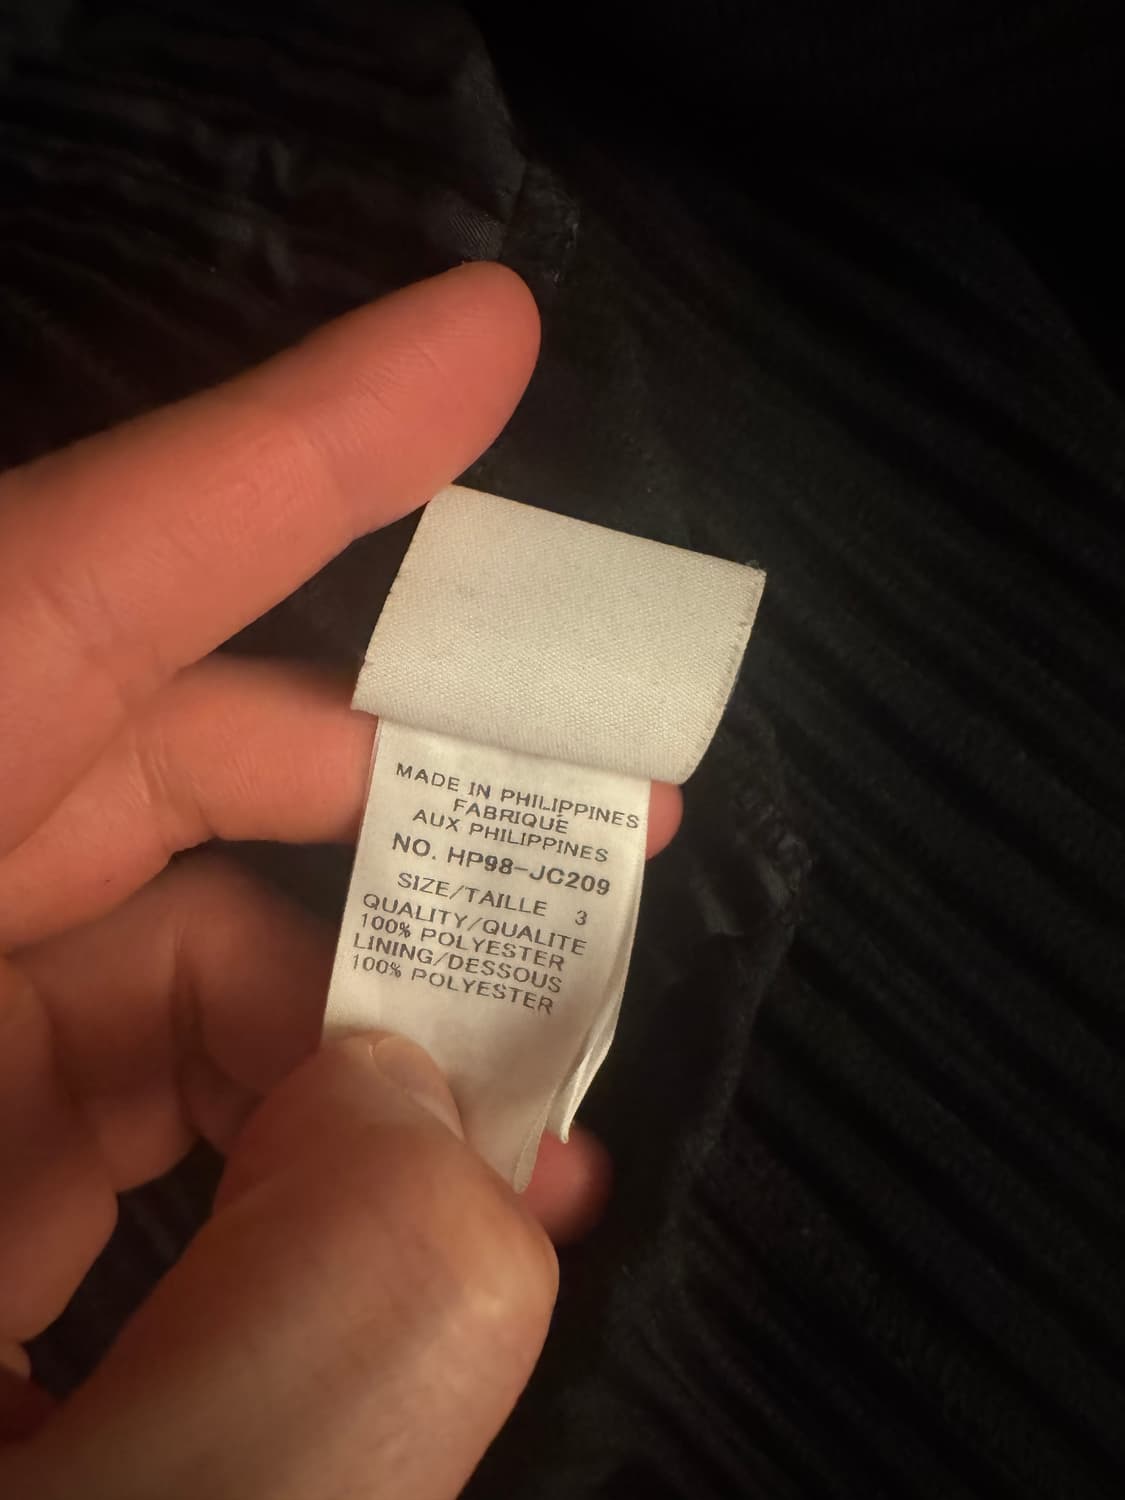 MADE IN PHILIPPINES
FABRIQUÉ
AUX PHILIPPINES
NO. HP98-JC209
SIZE/TAILLE 3
QUALITY/QUALITE
100% POLYESTER
LINING/DESSOUS
100% POLYESTER